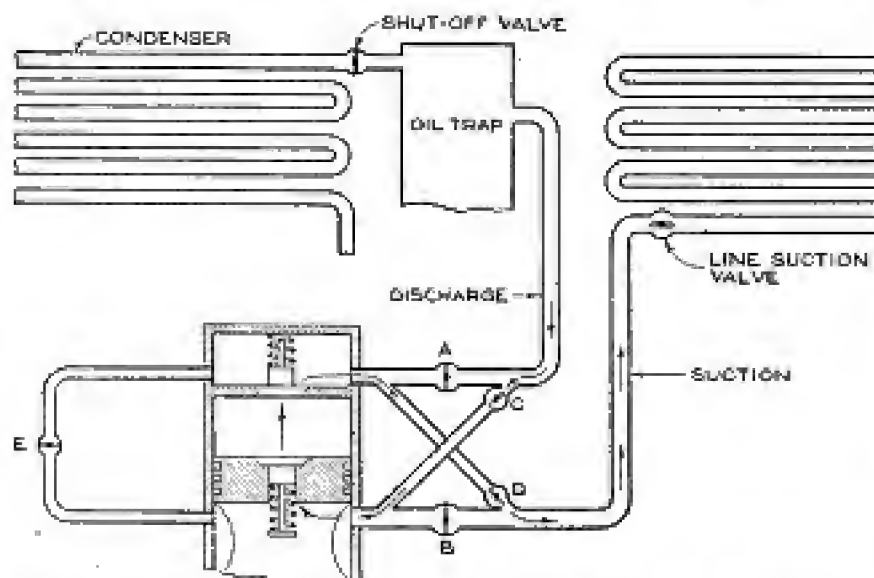 CONDENSER
SHUT-OFF VALVE
OIL TRAP
LINE SUCTION
VALVE
DISCHARGE
A
SUCTION
C
E
D
B